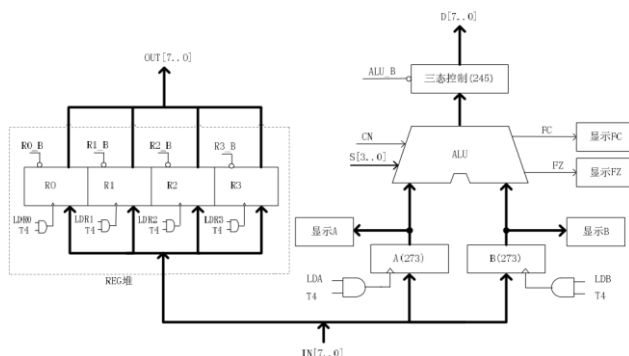 D[7..0]
OUT[7..0]
ALU_B
三态控制(245)
R0_B
R1_B
R2_B
R3_B
CN
S[3..0]
ALU
FC
显示FC
FZ
显示FZ
R0
R1
R2
R3
LDR0
T4
LDR1
T4
LDR2
T4
LDR3
T4
REG堆
显示A
显示B
A(273)
B(273)
LDA
T4
LDB
T4
IN[7..0]